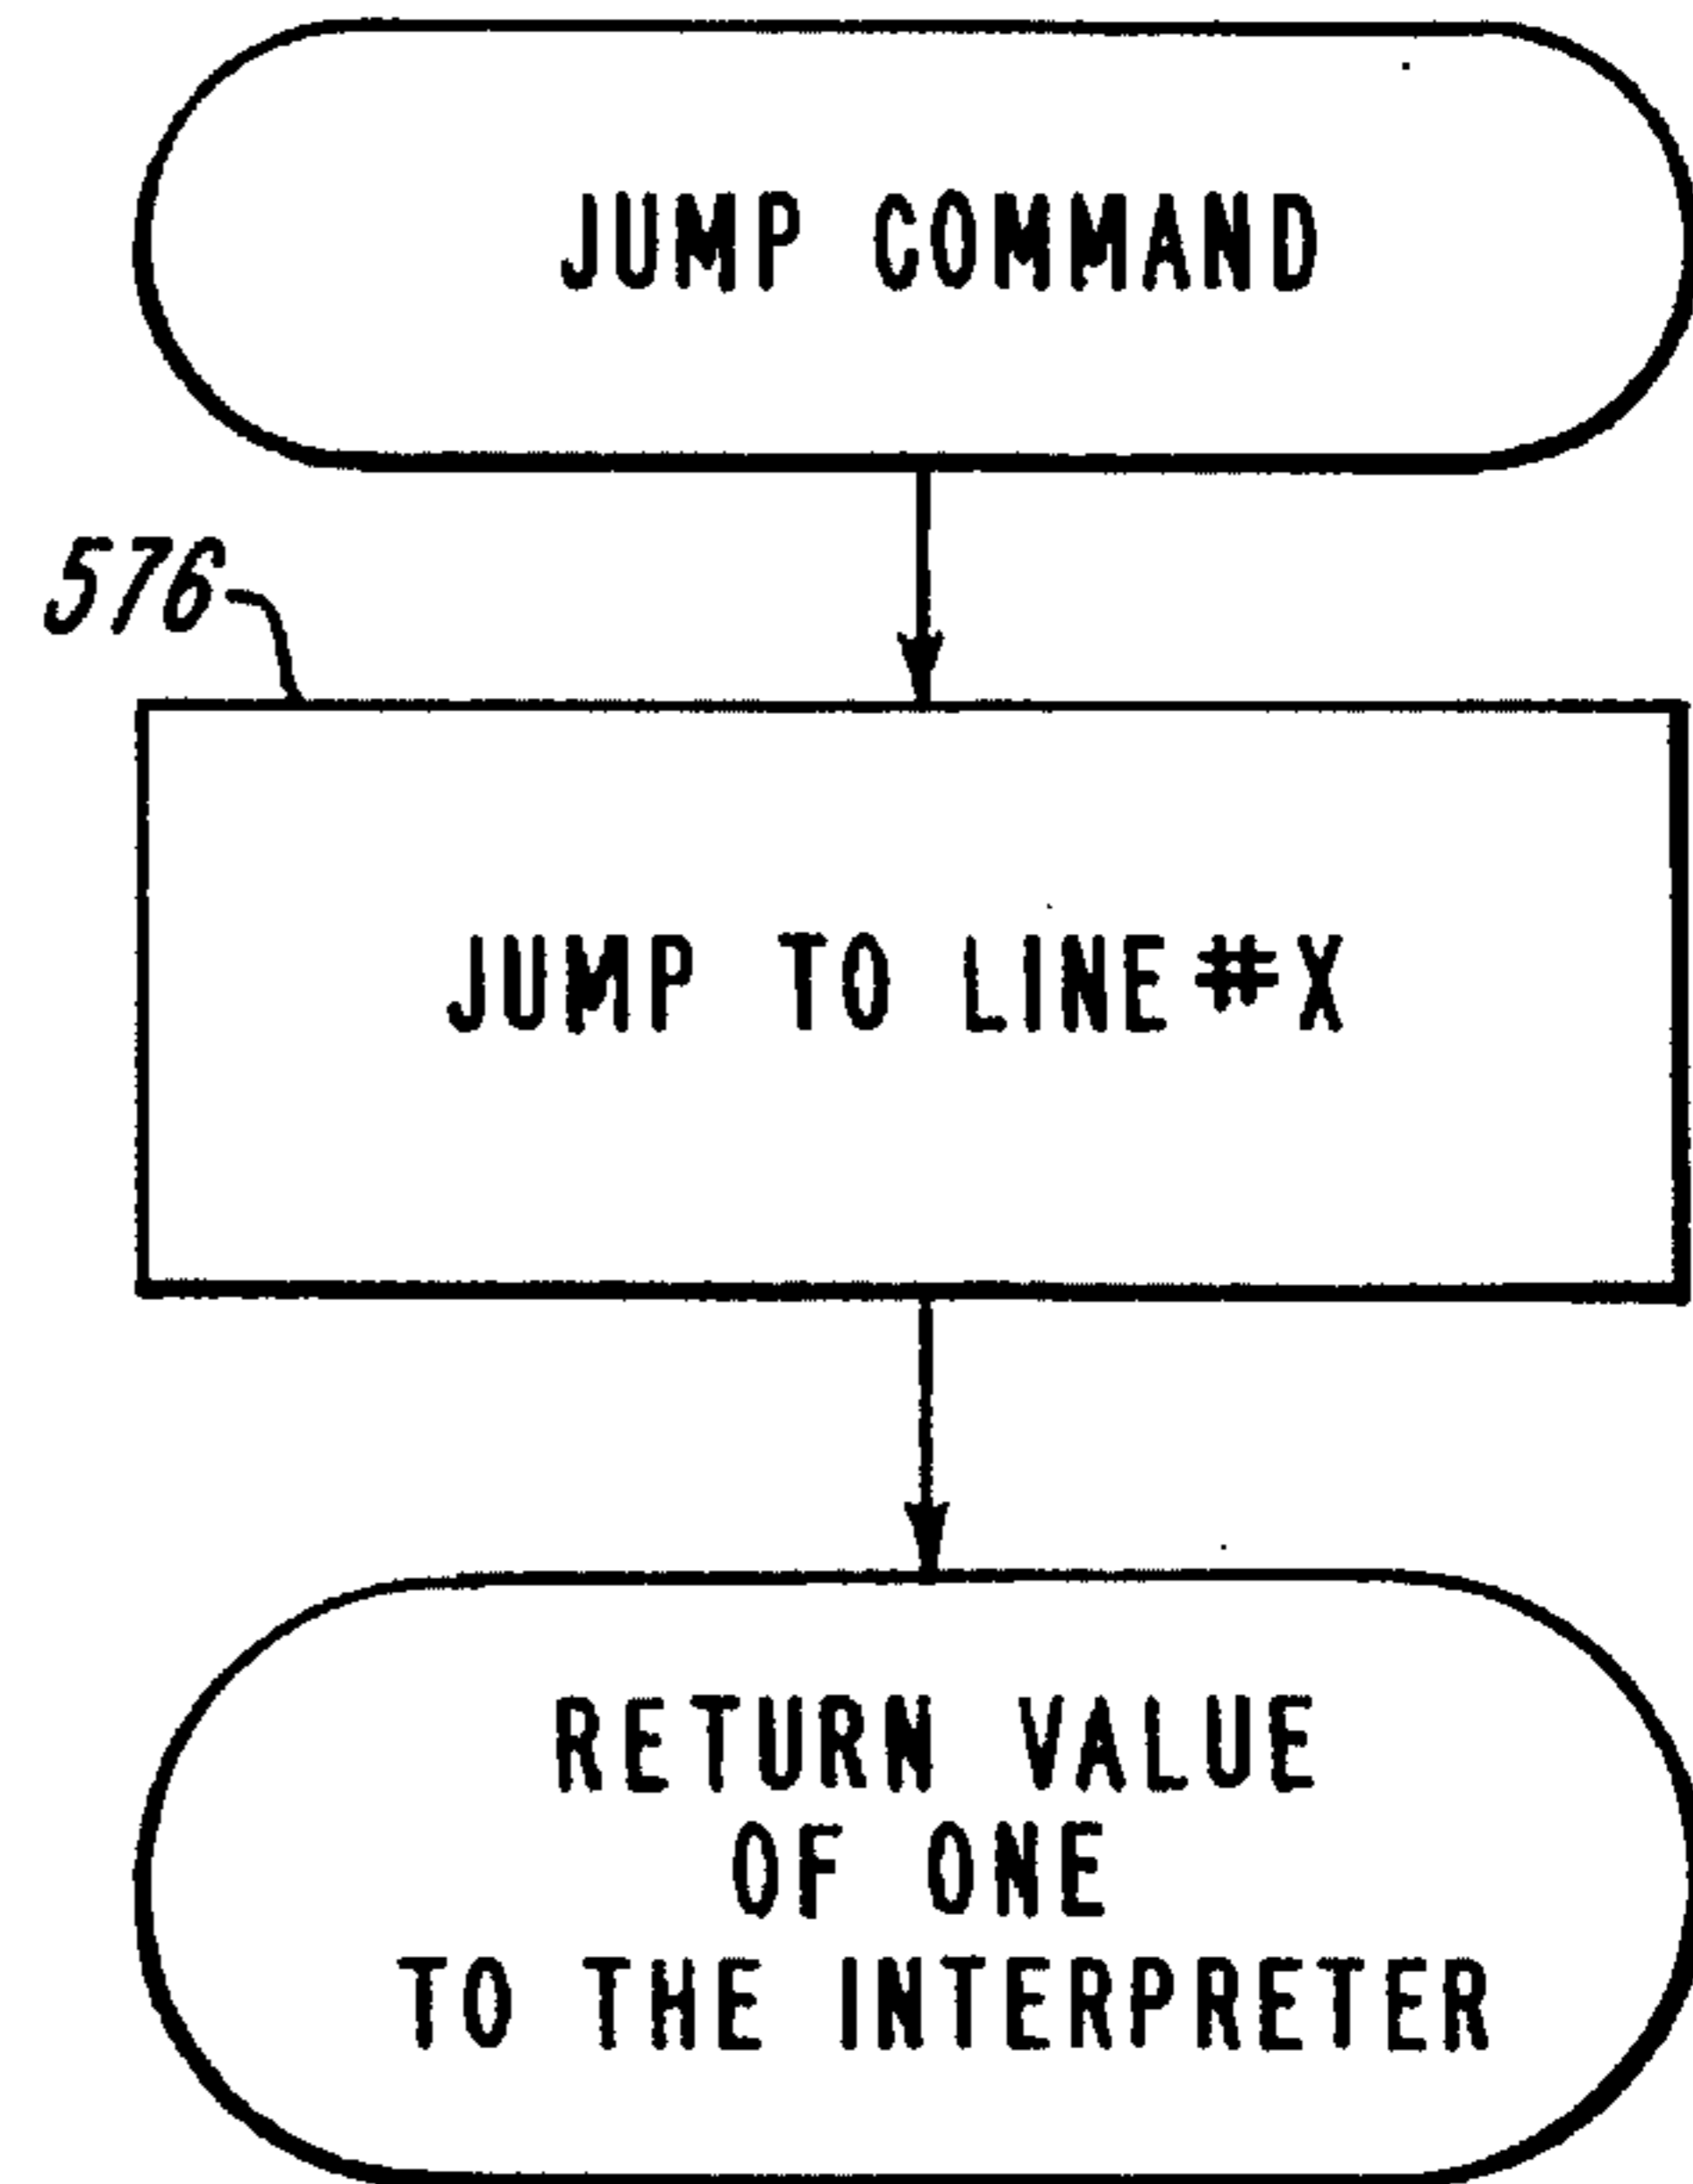 JUMP COMMAND
576
JUMP TO LINE #X
RETURN VALUE
OF ONE
TO THE INTERPRETER